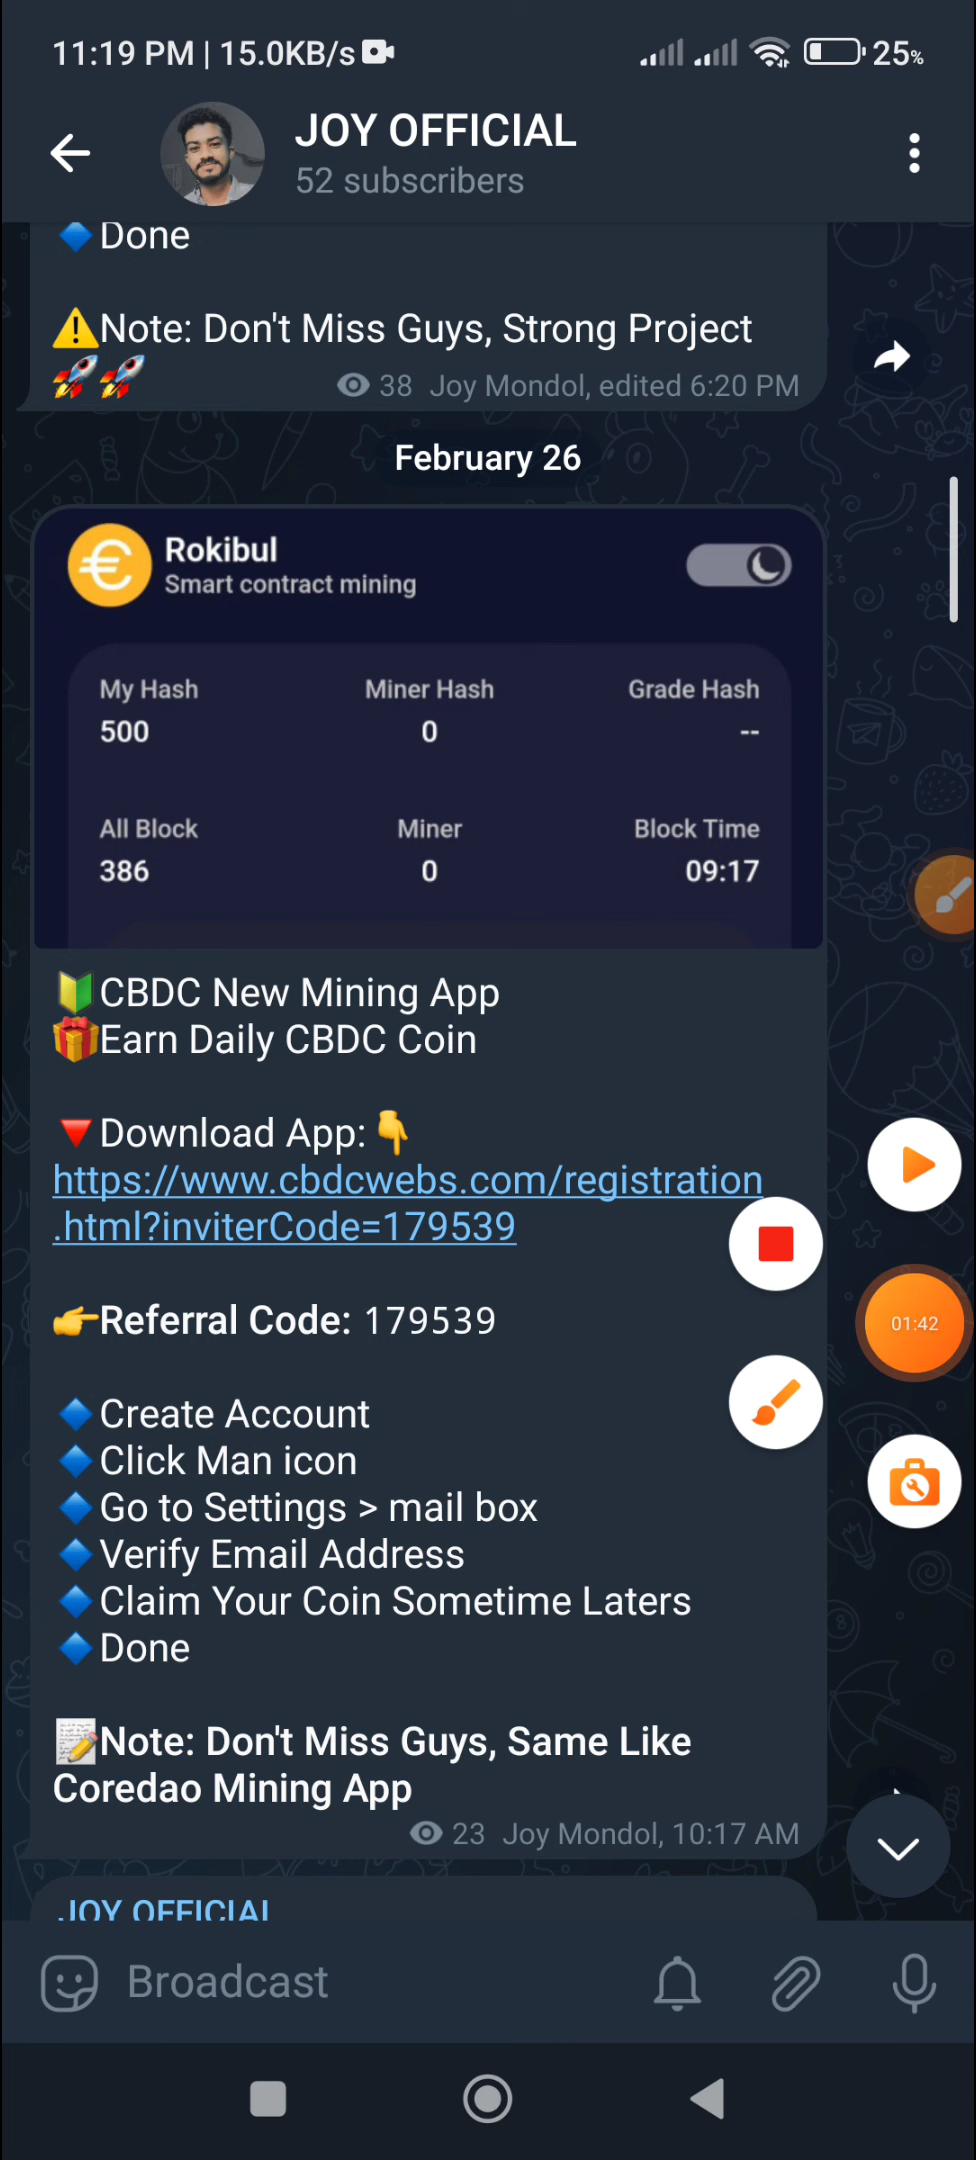 11:19 PM | 15.0KB/s
25%
JOY OFFICIAL
52 subscribers
🔷Done
⚠️Note: Don't Miss Guys, Strong Project
🚀🚀
38 Joy Mondol, edited 6:20 PM
February 26
€
Rokibul
Smart contract mining
My Hash Miner Hash Grade Hash
500 0 --
All Block Miner Block Time
386 0 09:17
🔰CBDC New Mining App
🎁Earn Daily CBDC Coin
🔻Download App:👇
https://www.cbdcwebs.com/registration
.html?inviterCode=179539
👉Referral Code: 179539
01:42
🔷Create Account
🔷Click Man icon
🔷Go to Settings > mail box
🔷Verify Email Address
🔷Claim Your Coin Sometime Laters
🔷Done
📝Note: Don't Miss Guys, Same Like
Coredao Mining App
23 Joy Mondol, 10:17 AM
JOY OFFICIAL
Broadcast